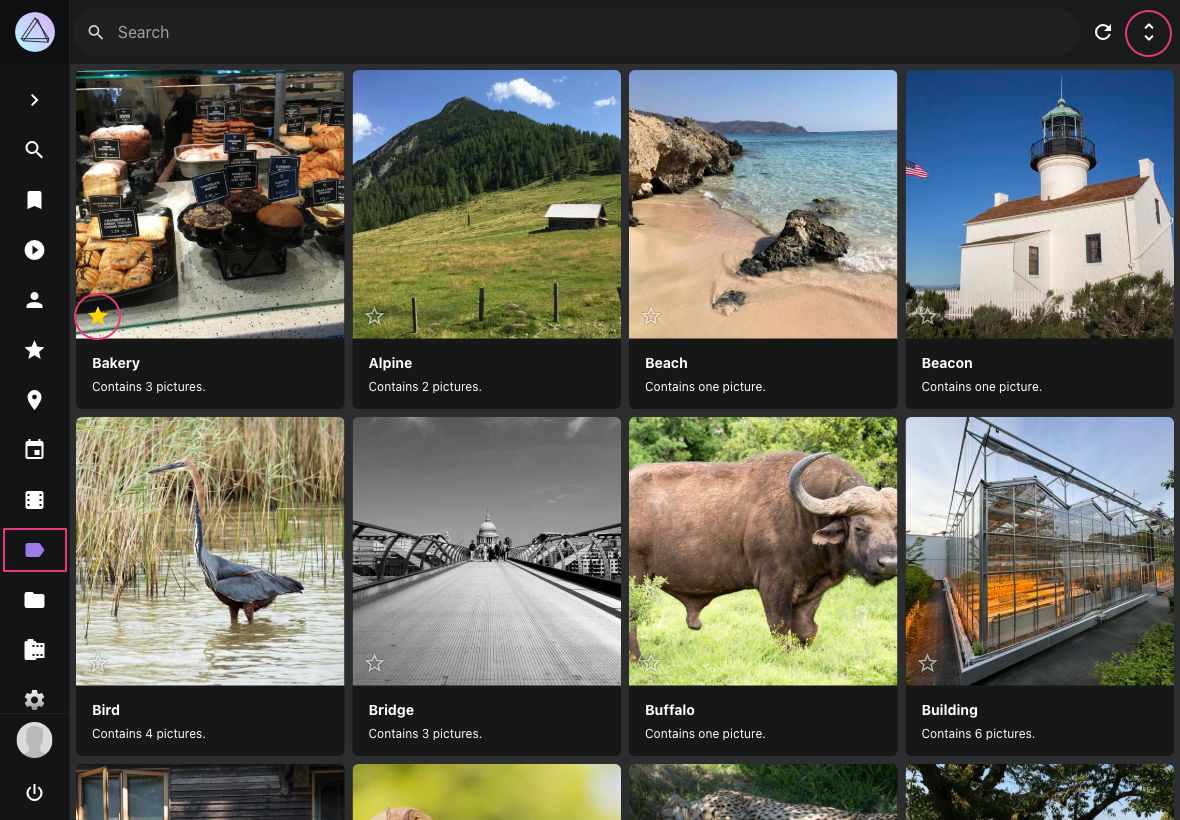 Search
Bakery
Contains 3 pictures.
Alpine
Contains 2 pictures.
Beach
Contains one picture.
Beacon
Contains one picture.
Bird
Contains 4 pictures.
Bridge
Contains 3 pictures.
Buffalo
Contains one picture.
Building
Contains 6 pictures.